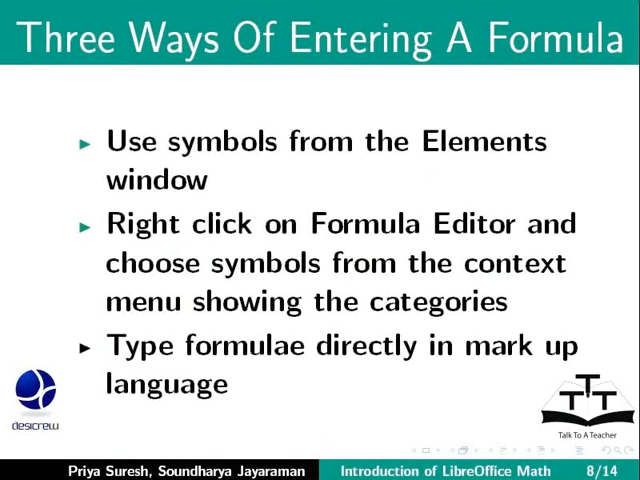 Three Ways Of Entering A Formula
Use symbols from the Elements
window
Right click on Formula Editor and
choose symbols from the context
menu showing the categories
Type formulae directly in mark up
language
desicrew
TTT
Talk To A Teacher
Priya Suresh, Soundharya Jayaraman
Introduction of LibreOffice Math
8/14